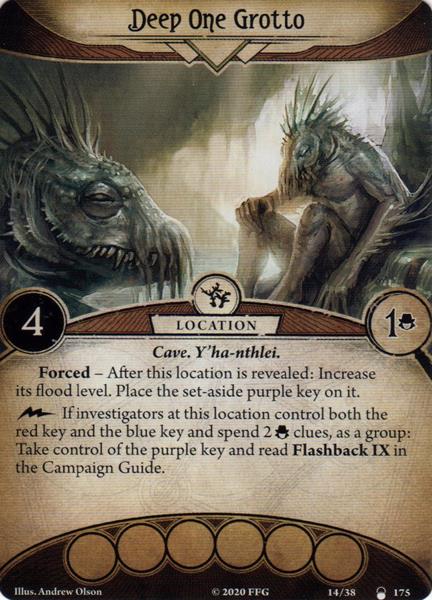 Deep One Grotto
4
LOCATION
1
Cave. Y'ha-nthlei.
Forced – After this location is revealed: Increase
its flood level. Place the set-aside purple key on it.
If investigators at this location control both the
red key and the blue key and spend 2 clues, as a group:
Take control of the purple key and read Flashback IX in
the Campaign Guide.
Illus. Andrew Olson © 2020 FFG 14/38 175